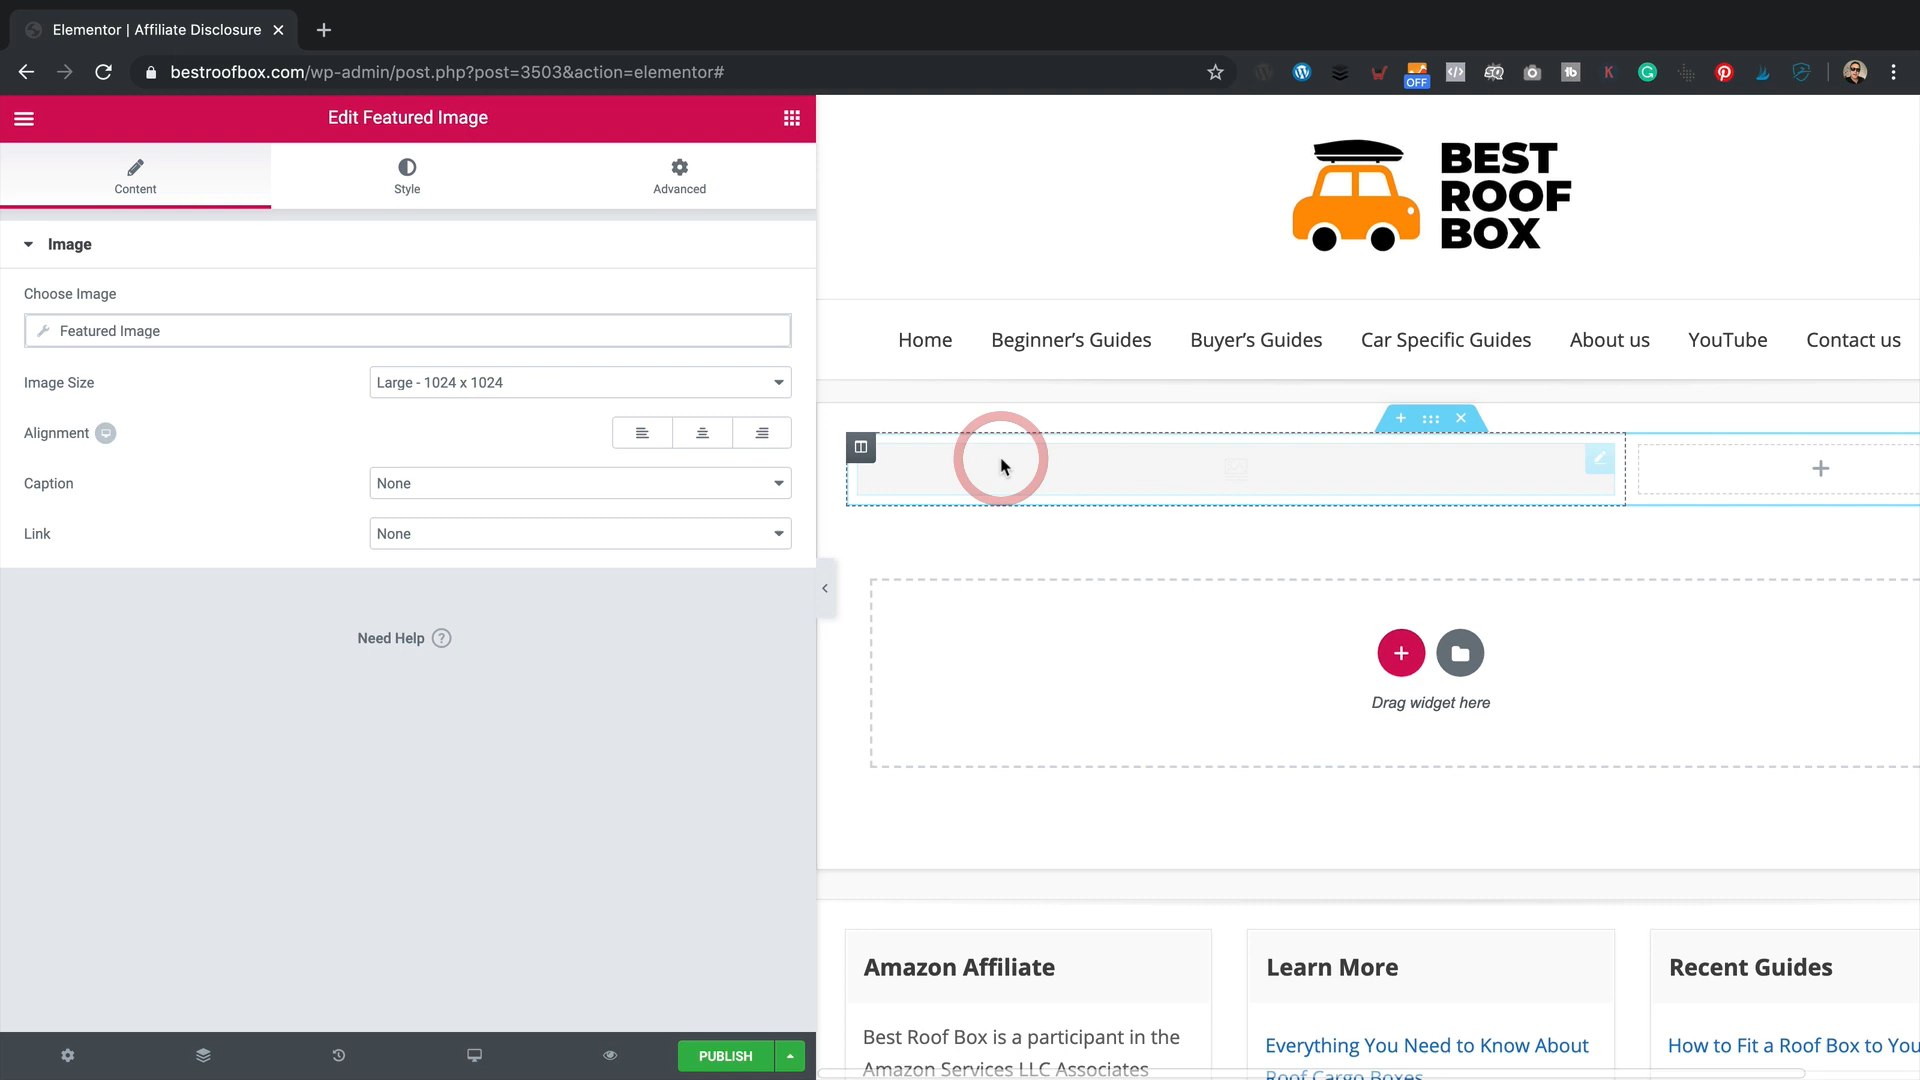 Elementor | Affiliate Disclosure
bestroofbox.com/wp-admin/post.php?post=3503&action=elementor#
OFF
Edit Featured Image
Content
Style
Advanced
Image
Choose Image
Featured Image
Image Size
Large - 1024 x 1024
Alignment
Caption
None
Link
None
Need Help
PUBLISH
BEST
ROOF
BOX
Home
Beginner’s Guides
Buyer’s Guides
Car Specific Guides
About us
YouTube
Contact us
Drag widget here
Amazon Affiliate
Best Roof Box is a participant in the
Amazon Services LLC Associates
Learn More
Everything You Need to Know About
Roof Cargo Boxes
Recent Guides
How to Fit a Roof Box to You